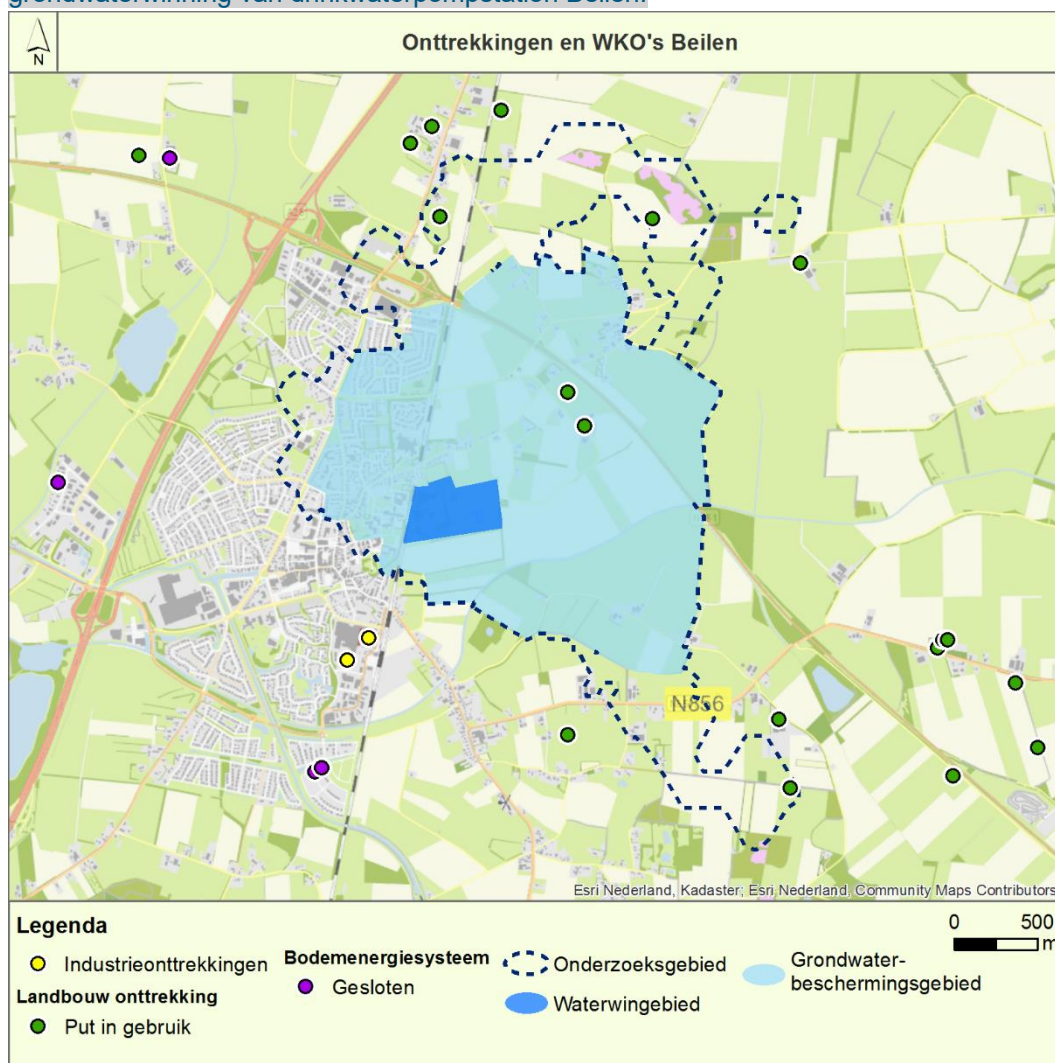 grondwaterwinning van drinkwaterpompstation Beilen.
N
Onttrekkingen en WKO's Beilen
N856
Esri Nederland, Kadaster; Esri Nederland, Community Maps Contributors
Legenda
Industrieonttrekkingen
Landbouw onttrekking
Put in gebruik
Bodemenergiesysteem
Gesloten
Onderzoeksgebied
Waterwingebied
Grondwater-
beschermingsgebied
0 500
m